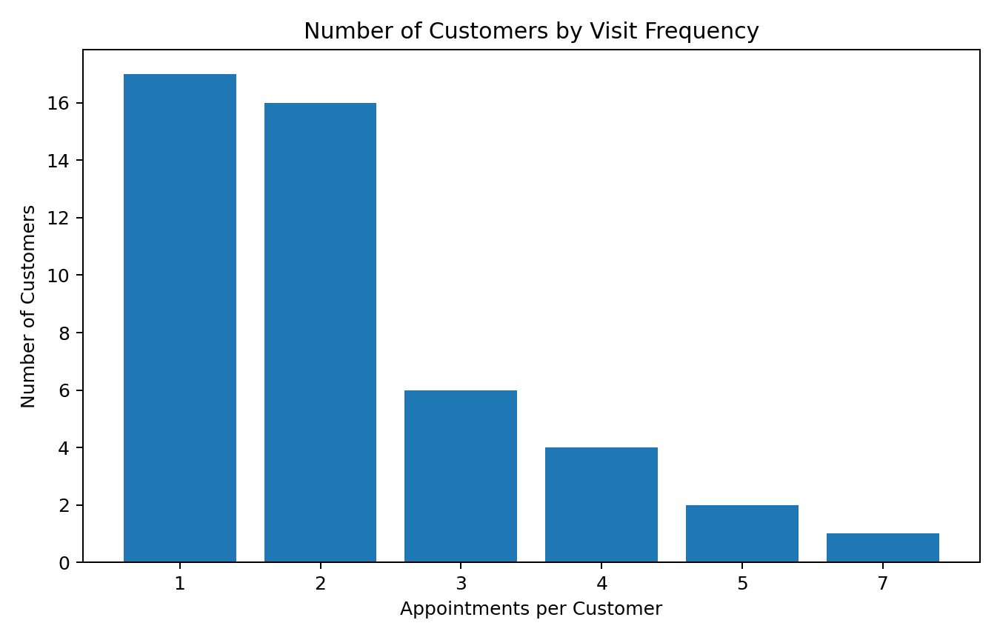 Number of Customers by Visit Frequency
Number of Customers
16
14
12
10
8
6
4
2
0
1 2 3 4 5 7
Appointments per Customer